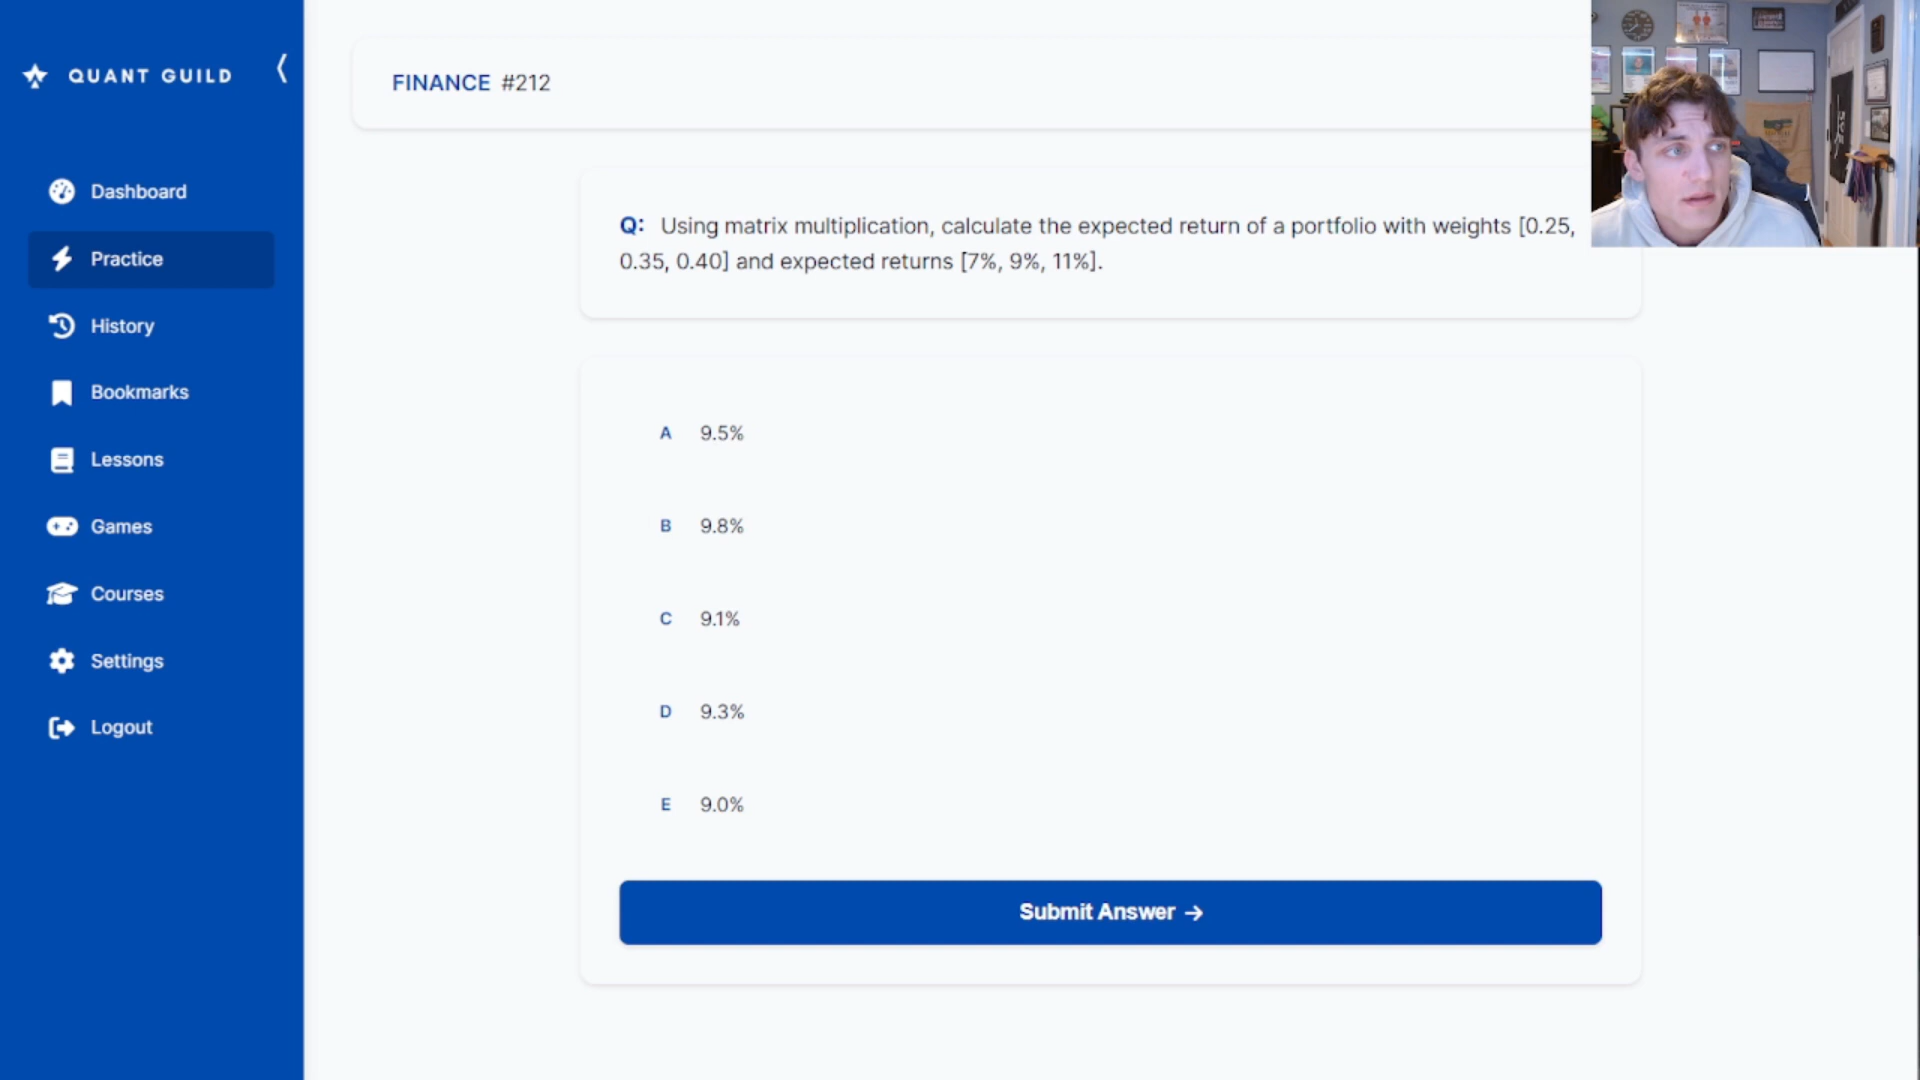 QUANT GUILD
Dashboard
Practice
History
Bookmarks
Lessons
Games
Courses
Settings
Logout
FINANCE #212
Q: Using matrix multiplication, calculate the expected return of a portfolio with weights [0.25,
0.35, 0.40] and expected returns [7%, 9%, 11%].
A 9.5%
B 9.8%
C 9.1%
D 9.3%
E 9.0%
Submit Answer →